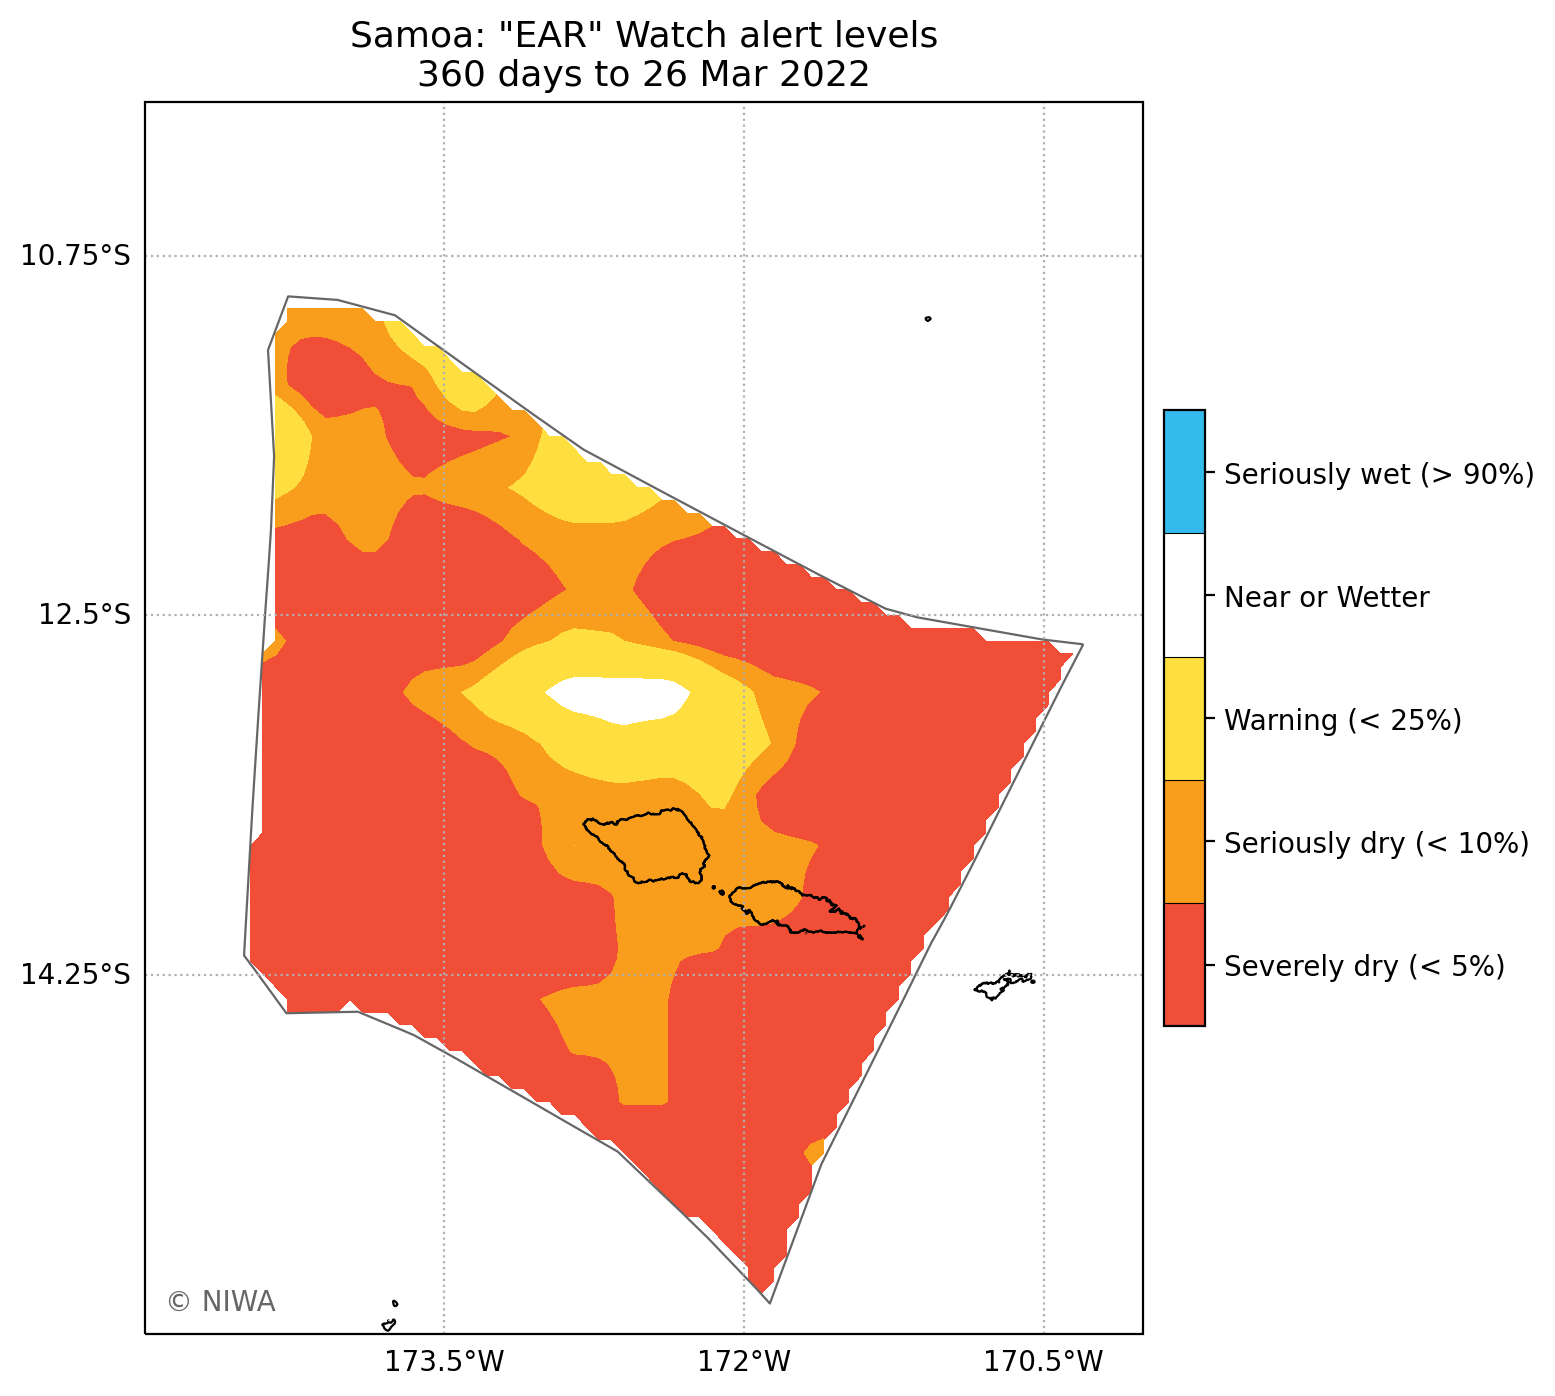 Samoa: "EAR" Watch alert levels
360 days to 26 Mar 2022
10.75°S
12.5°S
14.25°S
173.5°W
172°W
170.5°W
© NIWA
Seriously wet (> 90%)
Near or Wetter
Warning (< 25%)
Seriously dry (< 10%)
Severely dry (< 5%)